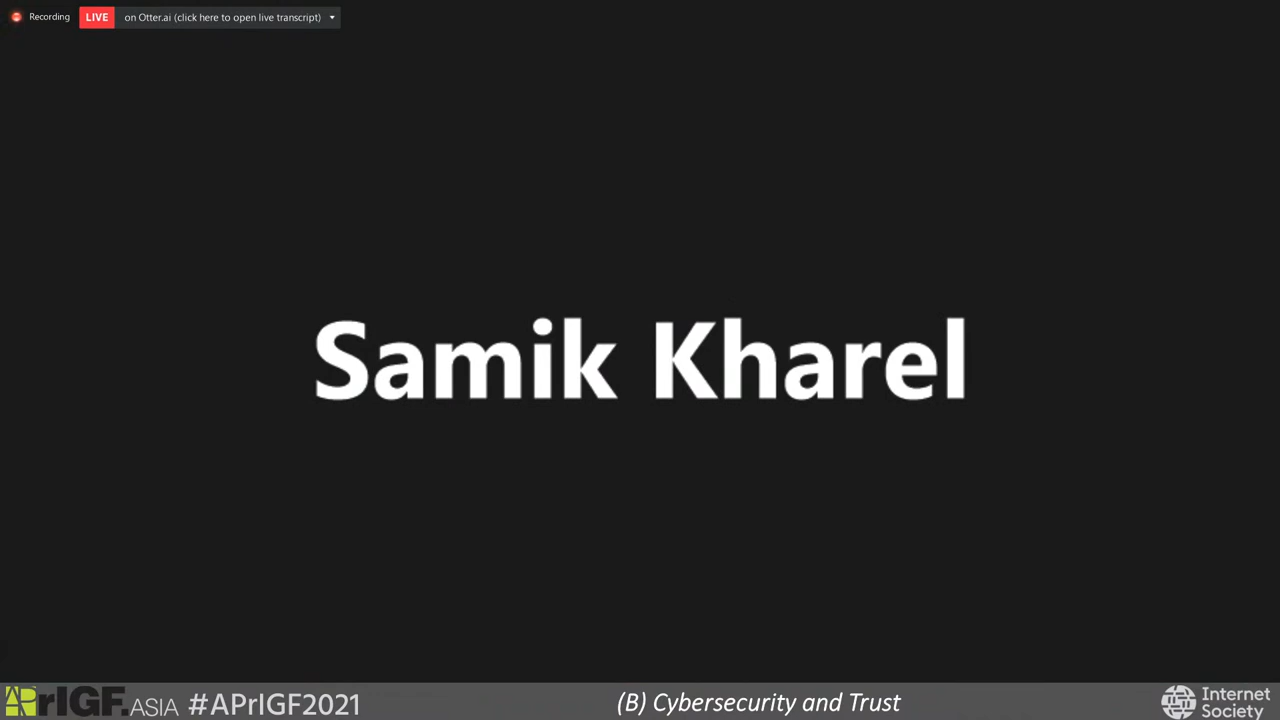 Recording
LIVE on Otter.ai (click here to open live transcript)
Samik Kharel
APrIGF.ASIA #APrIGF2021
(B) Cybersecurity and Trust
Internet
Society